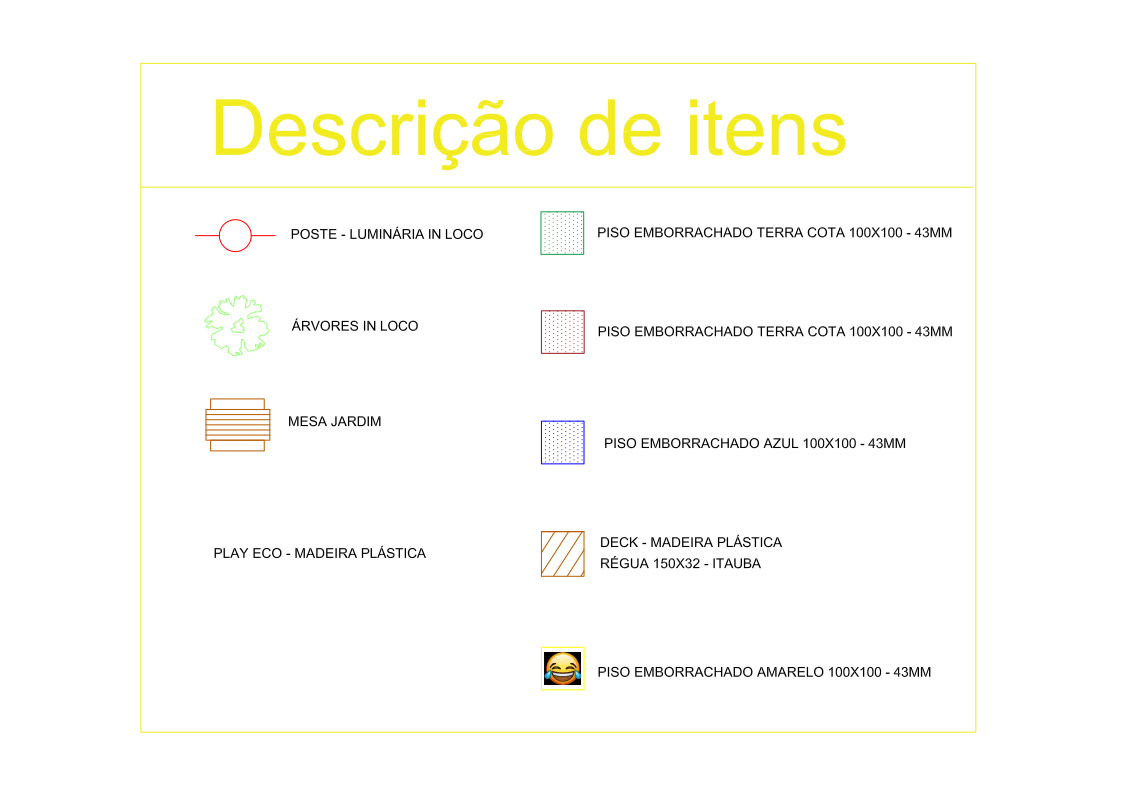 Descrição de itens
POSTE - LUMINÁRIA IN LOCO
ÁRVORES IN LOCO
MESA JARDIM
PLAY ECO - MADEIRA PLÁSTICA
PISO EMBORRACHADO TERRA COTA 100X100 - 43MM
PISO EMBORRACHADO TERRA COTA 100X100 - 43MM
PISO EMBORRACHADO AZUL 100X100 - 43MM
DECK - MADEIRA PLÁSTICA
RÉGUA 150X32 - ITAUBA
PISO EMBORRACHADO AMARELO 100X100 - 43MM